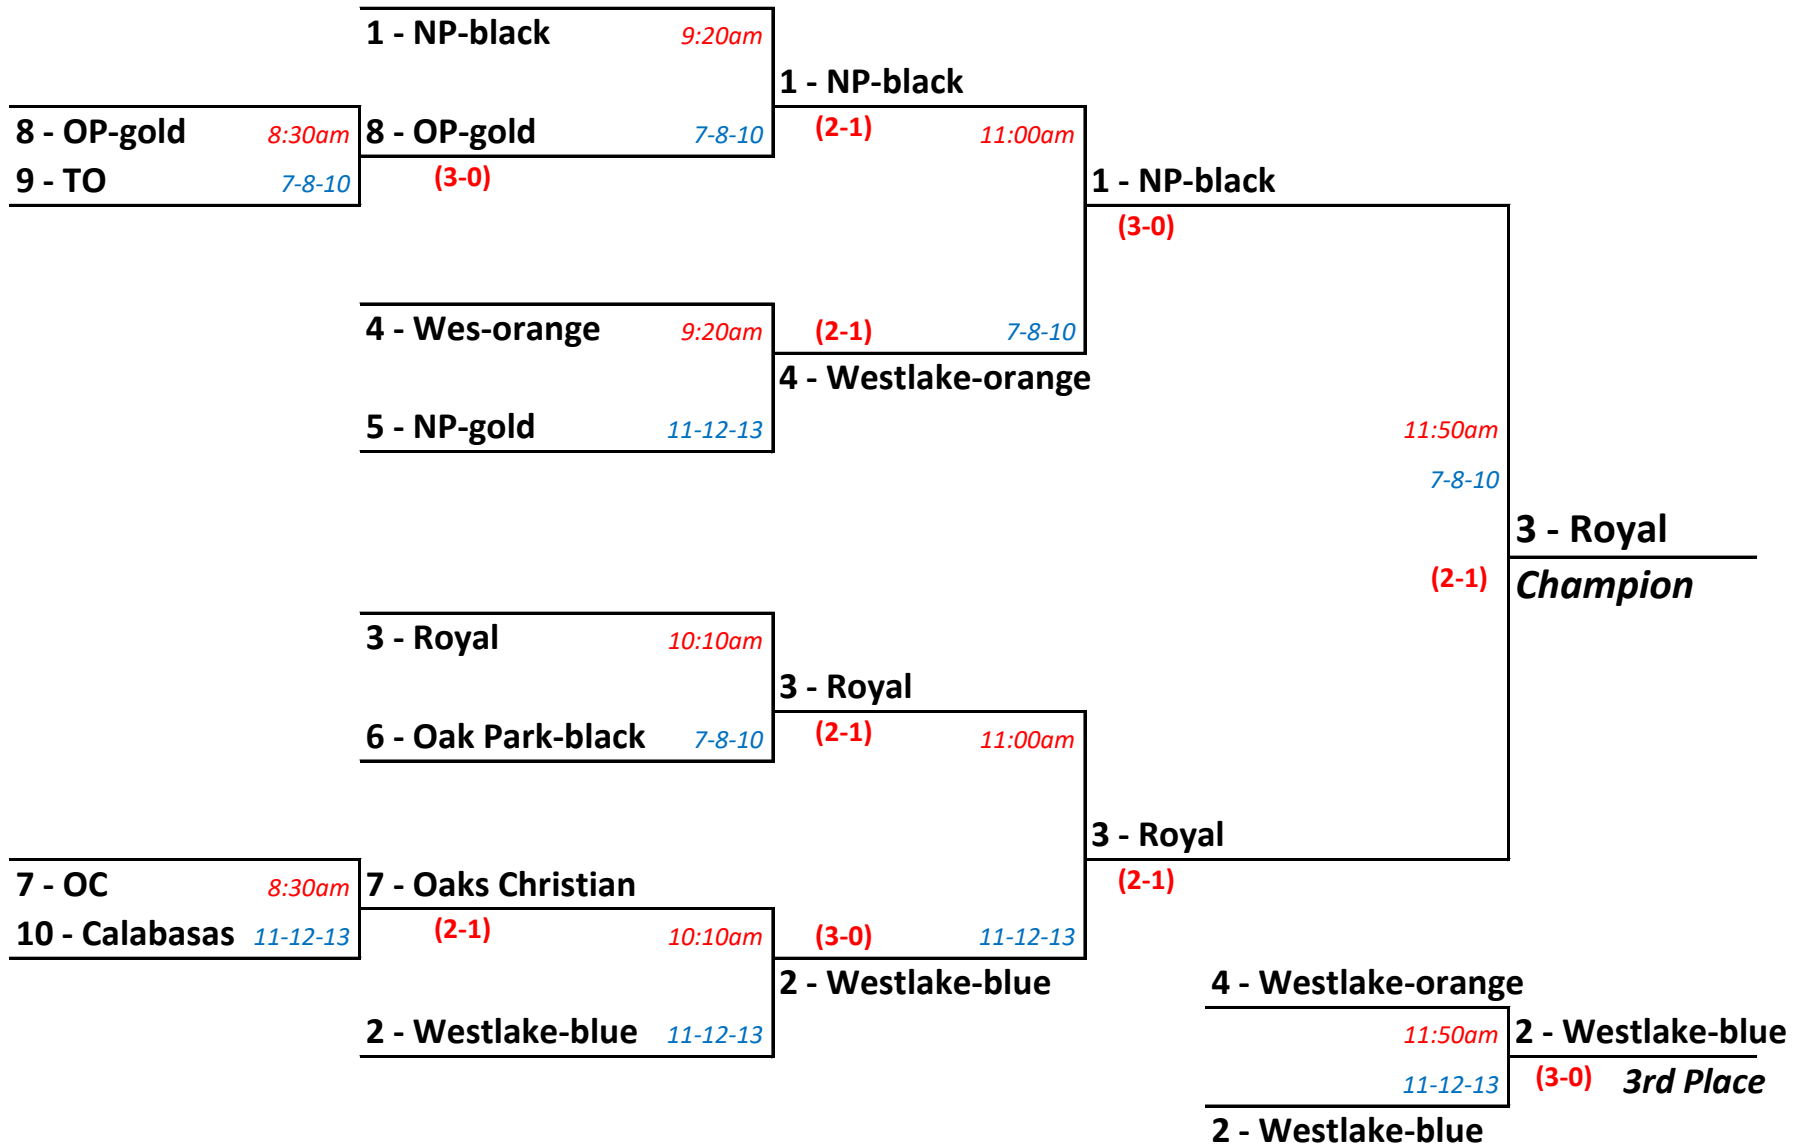 1 - NP-black 9:20am
1 - NP-black
8 - OP-gold 8:30am 8 - OP-gold 7-8-10 (2-1) 11:00am
9 - TO 7-8-10 (3-0) 1 - NP-black
(3-0)
4 - Wes-orange 9:20am (2-1) 7-8-10
4 - Westlake-orange
5 - NP-gold 11-12-13 11:50am
7-8-10
3 - Royal
(2-1) Champion
3 - Royal 10:10am
3 - Royal
6 - Oak Park-black 7-8-10 (2-1) 11:00am
3 - Royal
7 - OC 8:30am 7 - Oaks Christian (2-1)
10 - Calabasas 11-12-13 (2-1) 10:10am (3-0) 11-12-13
2 - Westlake-blue 4 - Westlake-orange
2 - Westlake-blue 11-12-13 11:50am 2 - Westlake-blue
11-12-13 (3-0) 3rd Place
2 - Westlake-blue